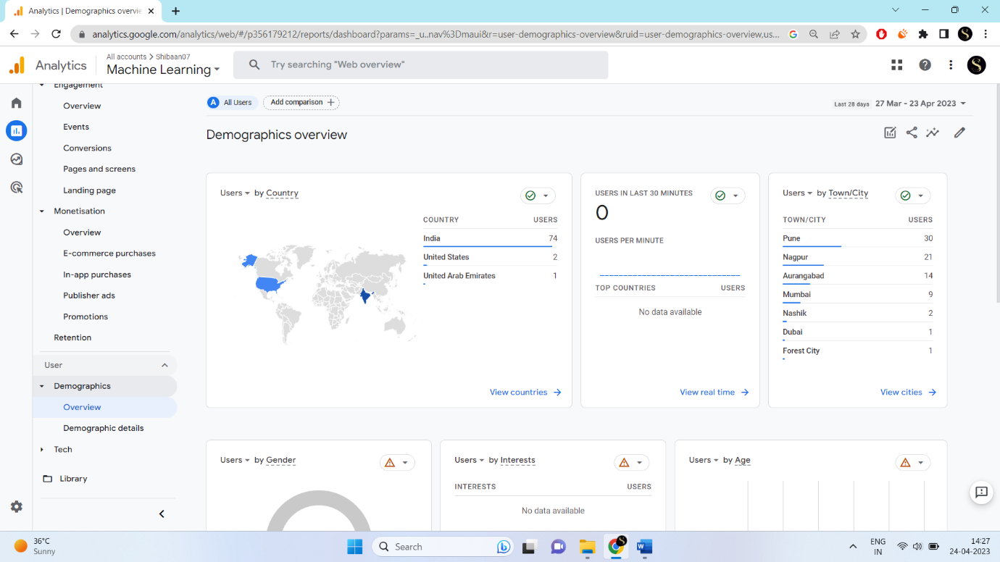 Analytics | Demographics overvie
analytics.google.com/analytics/web/#/p356179212/reports/dashboard?params=_u..nav%3Dmaui&r=user-demographics-overview&ruid=user-demographics-overview,us...
Analytics
All accounts > Shibaan07
Machine Learning
Try searching "Web overview"
Engagement
Overview
Events
Conversions
Pages and screens
Landing page
Monetisation
Overview
E-commerce purchases
In-app purchases
Publisher ads
Promotions
Retention
User
Demographics
Overview
Demographic details
Tech
Library
A All Users
Add comparison +
Last 28 days 27 Mar - 23 Apr 2023
Demographics overview
Users by Country
COUNTRY USERS
India 74
United States 2
United Arab Emirates 1
View countries
USERS IN LAST 30 MINUTES
0
USERS PER MINUTE
TOP COUNTRIES USERS
No data available
View real time
Users by Town/City
TOWN/CITY USERS
Pune 30
Nagpur 21
Aurangabad 14
Mumbai 9
Nashik 2
Dubai 1
Forest City 1
View cities
Users by Gender
Users by Interests
INTERESTS USERS
No data available
Users by Age
36°C
Sunny
Search
ENG
IN
14:27
24-04-2023